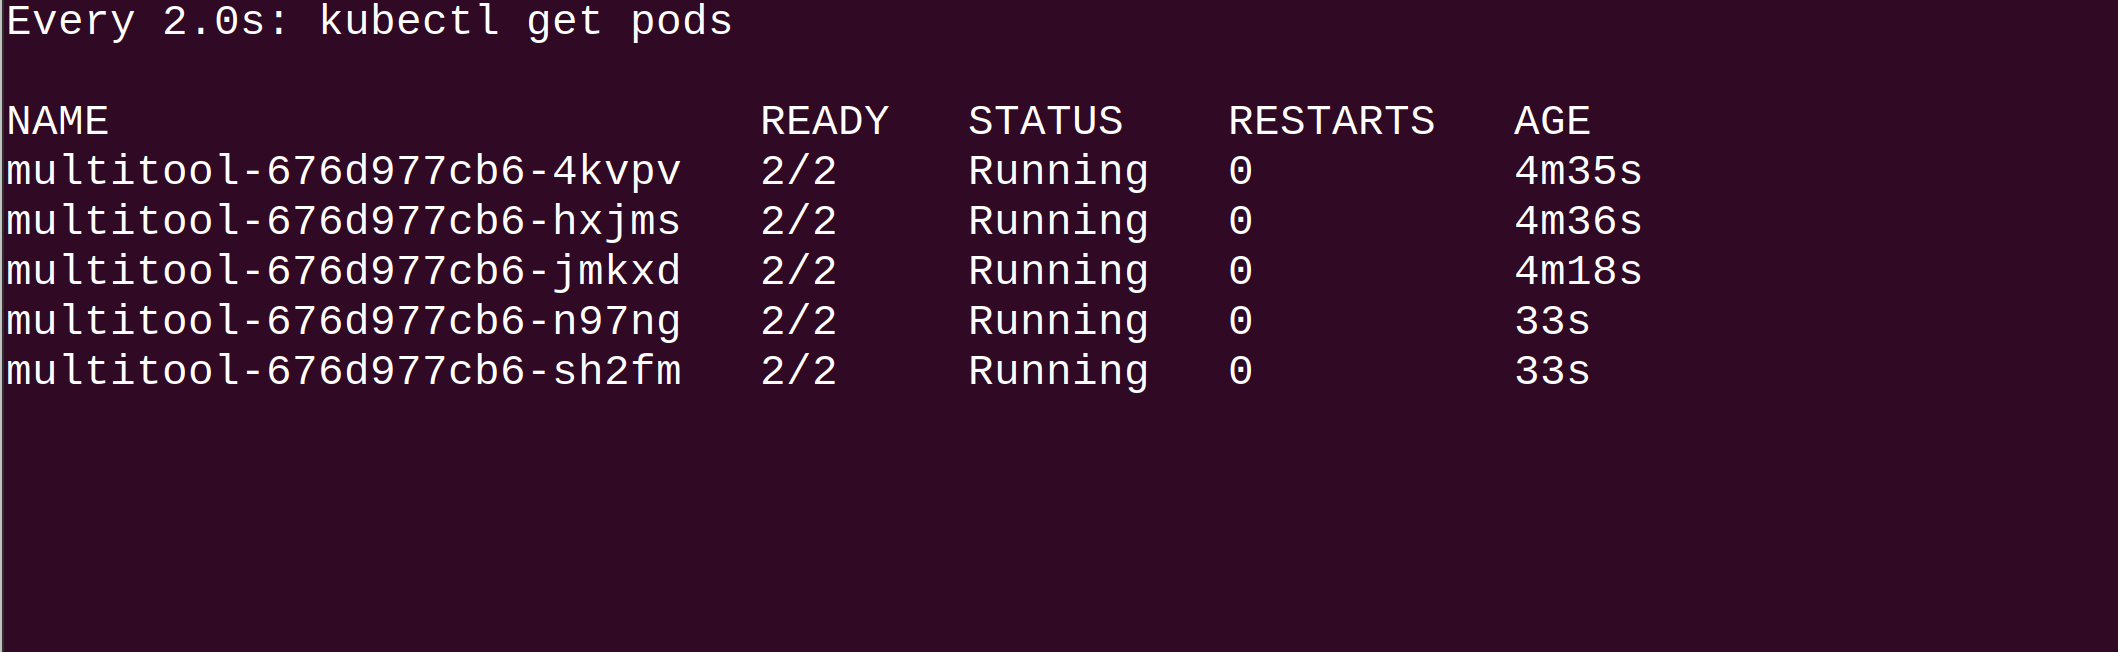 Every 2.0s: kubectl get pods
NAME READY STATUS RESTARTS AGE
multitool-676d977cb6-4kvpv 2/2 Running 0 4m35s
multitool-676d977cb6-hxjms 2/2 Running 0 4m36s
multitool-676d977cb6-jmkxd 2/2 Running 0 4m18s
multitool-676d977cb6-n97ng 2/2 Running 0 33s
multitool-676d977cb6-sh2fm 2/2 Running 0 33s